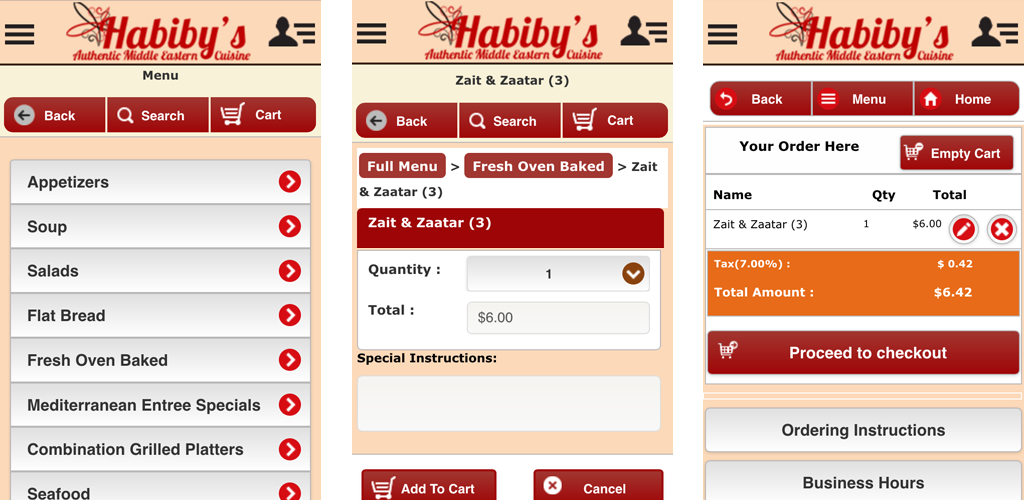 Habiby's
Authentic Middle Eastern
Cuisine
Menu
Back
Search
Cart
Appetizers
Soup
Salads
Flat Bread
Fresh Oven Baked
Mediterranean Entree Specials
Combination Grilled Platters
Seafood
Habiby's
Authentic Middle Eastern
Cuisine
Zait & Zaatar (3)
Back
Search
Cart
Full Menu > Fresh Oven Baked > Zait
& Zaatar (3)
Zait & Zaatar (3)
Quantity : 1
Total : $6.00
Special Instructions:
Add To Cart
Cancel
Habiby's
Authentic Middle Eastern
Cuisine
Back
Menu
Home
Your Order Here
Empty Cart
Name Qty Total
Zait & Zaatar (3) 1 $6.00
Tax(7.00%) : $ 0.42
Total Amount : $6.42
Proceed to checkout
Ordering Instructions
Business Hours